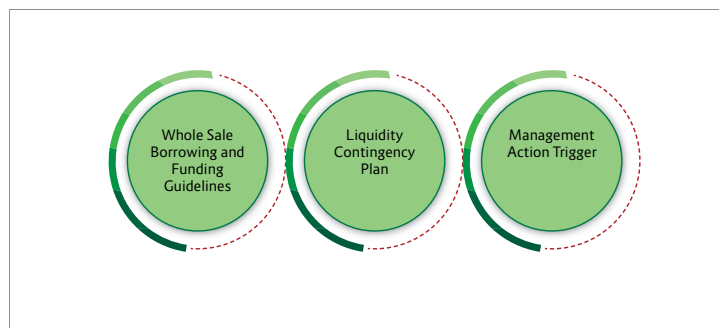 Whole Sale
Borrowing and
Funding
Guidelines
Liquidity
Contingency
Plan
Management
Action Trigger